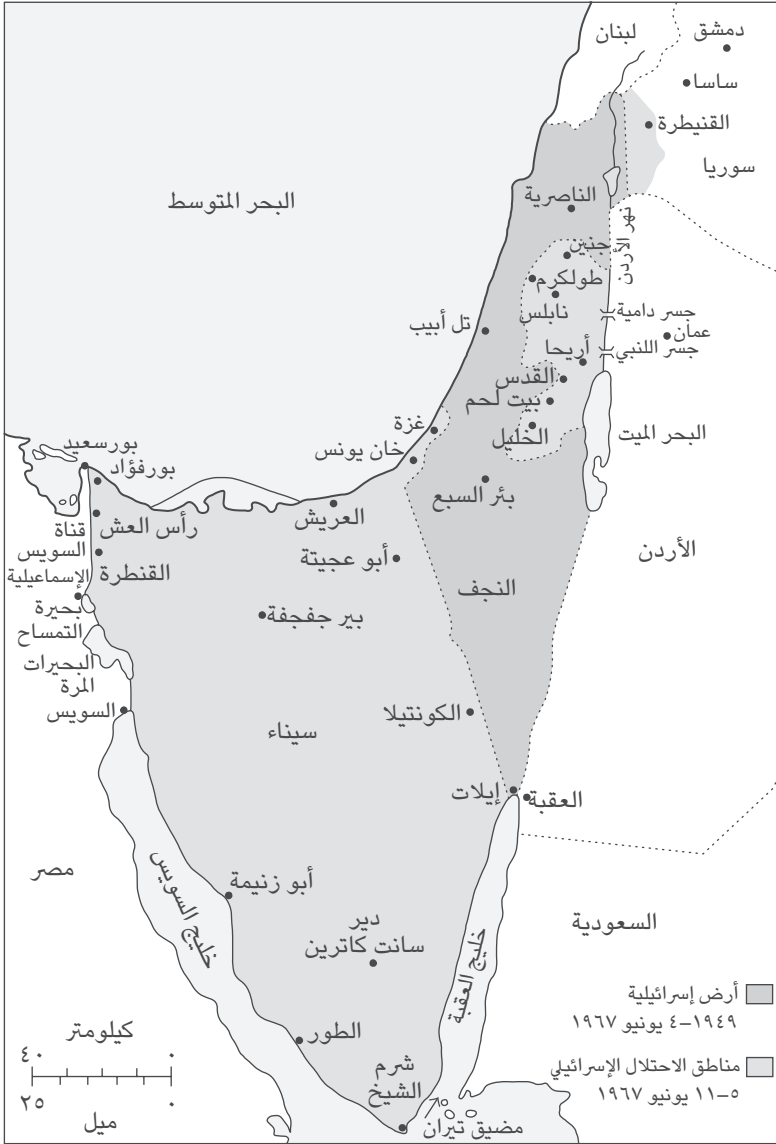 لبنان
دمشق
ساسا
القنيطرة
سوريا
البحر المتوسط
الناصرية
نهر الأردن
جنين
طولكرم
نابلس
جسر دامية
عمان
تل أبيب
أريحا
جسر اللنبي
القدس
بيت لحم
غزة
الخليل
البحر الميت
خان يونس
بورسعيد
بورفؤاد
بئر السبع
العريش
رأس العش
قناة
السويس
القنطرة
أبو عجيتة
الأردن
الإسماعيلية
النجف
بحيرة
التمساح
بير جفجفة
البحيرات
المرة
السويس
الكونتيلا
سيناء
إيلات
العقبة
مصر
خليج السويس
أبو زنيمة
دير
سانت كاترين
خليج العقبة
السعودية
الطور
شرم
الشيخ
مضيق تيران
كيلومتر
٤٠ ٠
٢٥ ٠
ميل
أرض إسرائيلية
١٩٤٩–٤ يونيو ١٩٦٧
مناطق الاحتلال الإسرائيلي
٥–١١ يونيو ١٩٦٧